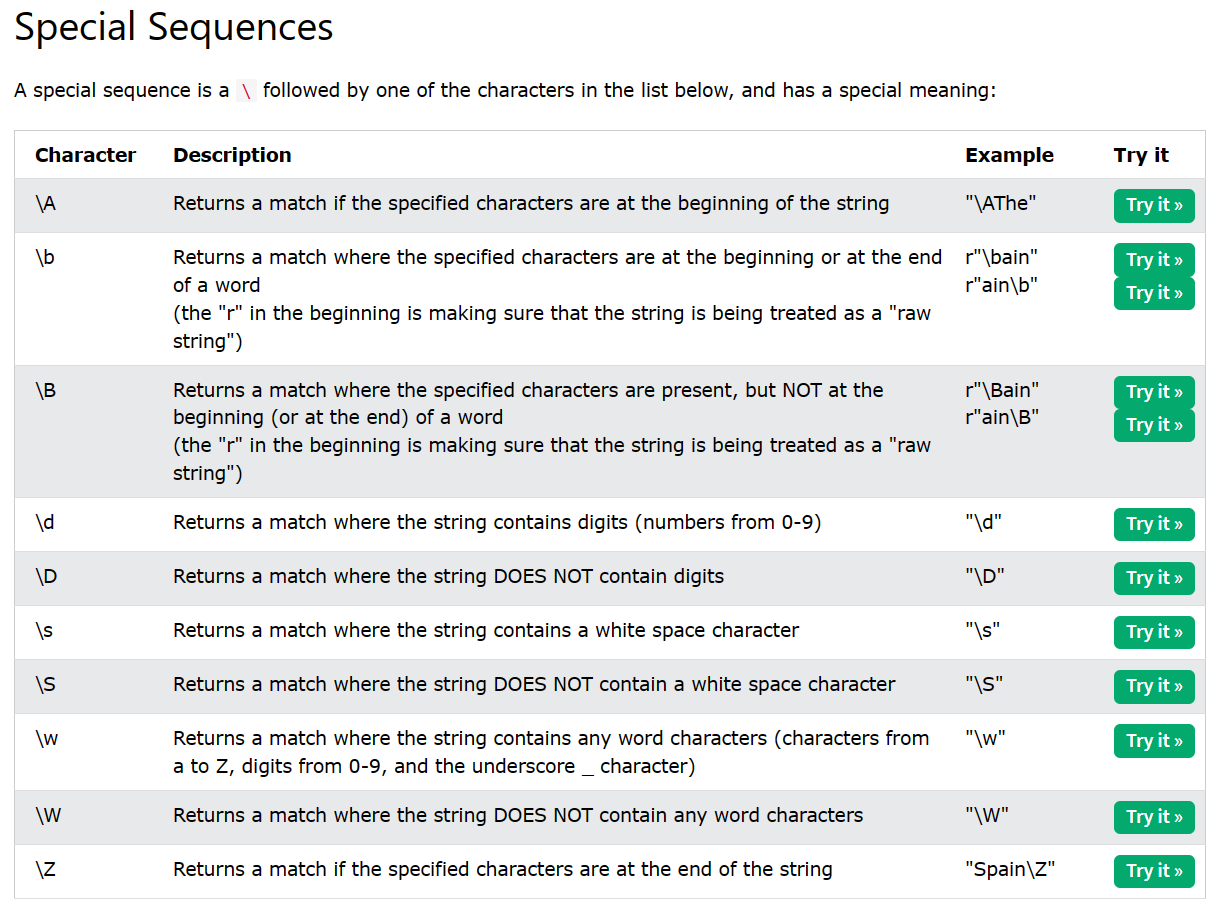 Special Sequences
A special sequence is a \ followed by one of the characters in the list below, and has a special meaning:
Character Description Example Try it
\A Returns a match if the specified characters are at the beginning of the string "\AThe" Try it »
\b Returns a match where the specified characters are at the beginning or at the end r"\bain" Try it »
of a word r"ain\b" Try it »
(the "r" in the beginning is making sure that the string is being treated as a "raw
string")
\B Returns a match where the specified characters are present, but NOT at the r"\Bain" Try it »
beginning (or at the end) of a word r"ain\B" Try it »
(the "r" in the beginning is making sure that the string is being treated as a "raw
string")
\d Returns a match where the string contains digits (numbers from 0-9) "\d" Try it »
\D Returns a match where the string DOES NOT contain digits "\D" Try it »
\s Returns a match where the string contains a white space character "\s" Try it »
\S Returns a match where the string DOES NOT contain a white space character "\S" Try it »
\w Returns a match where the string contains any word characters (characters from "\w" Try it »
a to Z, digits from 0-9, and the underscore _ character)
\W Returns a match where the string DOES NOT contain any word characters "\W" Try it »
\Z Returns a match if the specified characters are at the end of the string "Spain\Z" Try it »